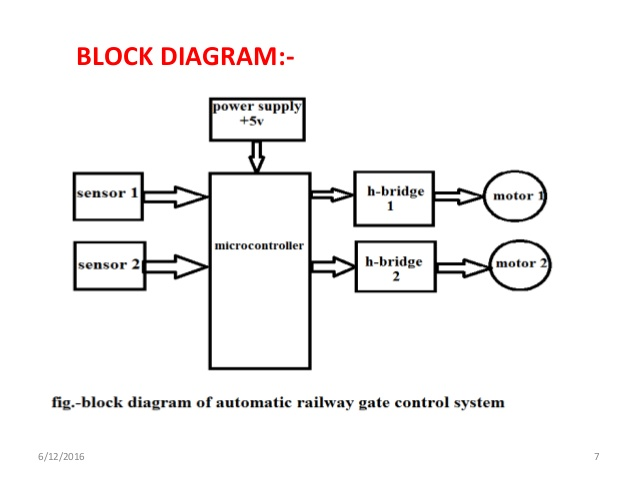 BLOCK DIAGRAM:-
power supply
+5v
sensor 1
h-bridge
1
motor 1
microcontroller
sensor 2
h-bridge
2
motor 2
fig.-block diagram of automatic railway gate control system
6/12/2016
7